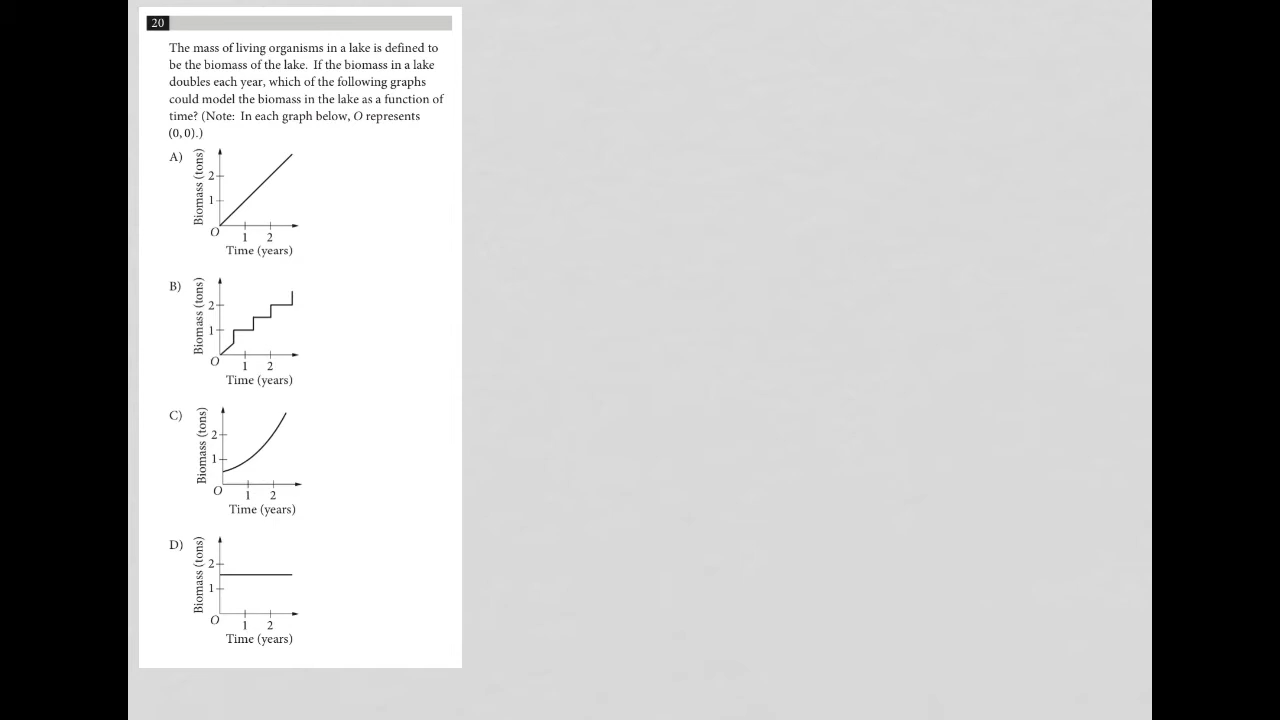 20
The mass of living organisms in a lake is defined to
be the biomass of the lake. If the biomass in a lake
doubles each year, which of the following graphs
could model the biomass in the lake as a function of
time? (Note: In each graph below, O represents
(0, 0).)
A)
Biomass (tons)
2
1
O
1 2
Time (years)
B)
Biomass (tons)
2
1
O
1 2
Time (years)
C)
Biomass (tons)
2
1
O
1 2
Time (years)
D)
Biomass (tons)
2
1
O
1 2
Time (years)